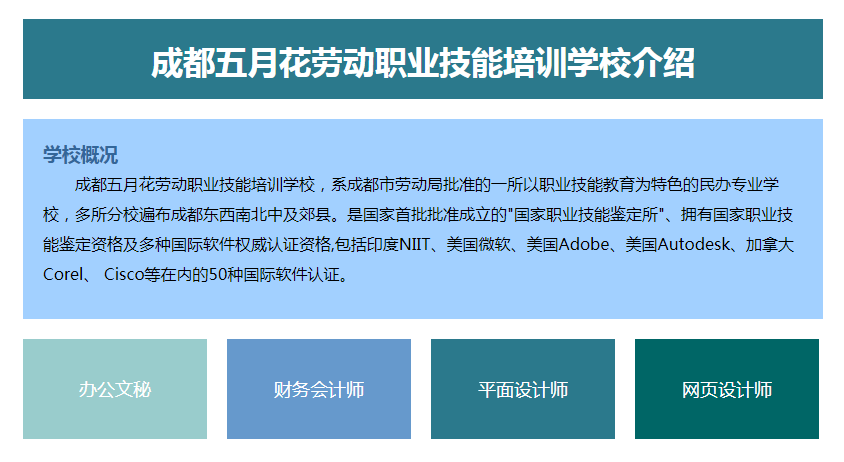 成都五月花劳动职业技能培训学校介绍
学校概况
成都五月花劳动职业技能培训学校，系成都市劳动局批准的一所以职业技能教育为特色的民办专业学
校，多所分校遍布成都东西南北中及郊县。是国家首批批准成立的"国家职业技能鉴定所"、拥有国家职业技
能鉴定资格及多种国际软件权威认证资格,包括印度NIIT、美国微软、美国Adobe、美国Autodesk、加拿大
Corel、 Cisco等在内的50种国际软件认证。
办公文秘
财务会计师
平面设计师
网页设计师